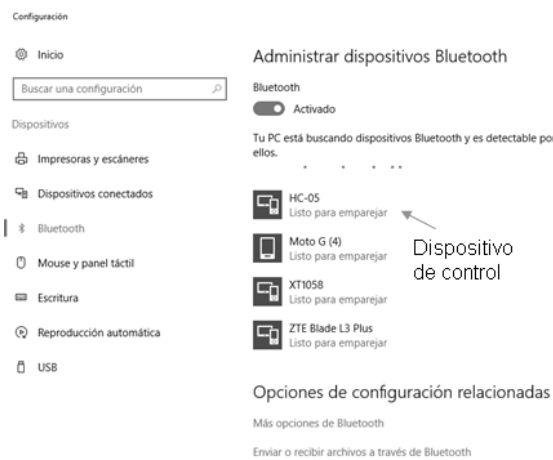 Configuración
Inicio
Buscar una configuración
Dispositivos
Impresoras y escáneres
Dispositivos conectados
Bluetooth
Mouse y panel táctil
Escritura
Reproducción automática
USB
Administrar dispositivos Bluetooth
Bluetooth
Activado
Tu PC está buscando dispositivos Bluetooth y es detectable por
ellos.
HC-05
Listo para emparejar
Moto G (4)
Listo para emparejar
XT1058
Listo para emparejar
ZTE Blade L3 Plus
Listo para emparejar
Dispositivo
de control
Opciones de configuración relacionadas
Más opciones de Bluetooth
Enviar o recibir archivos a través de Bluetooth